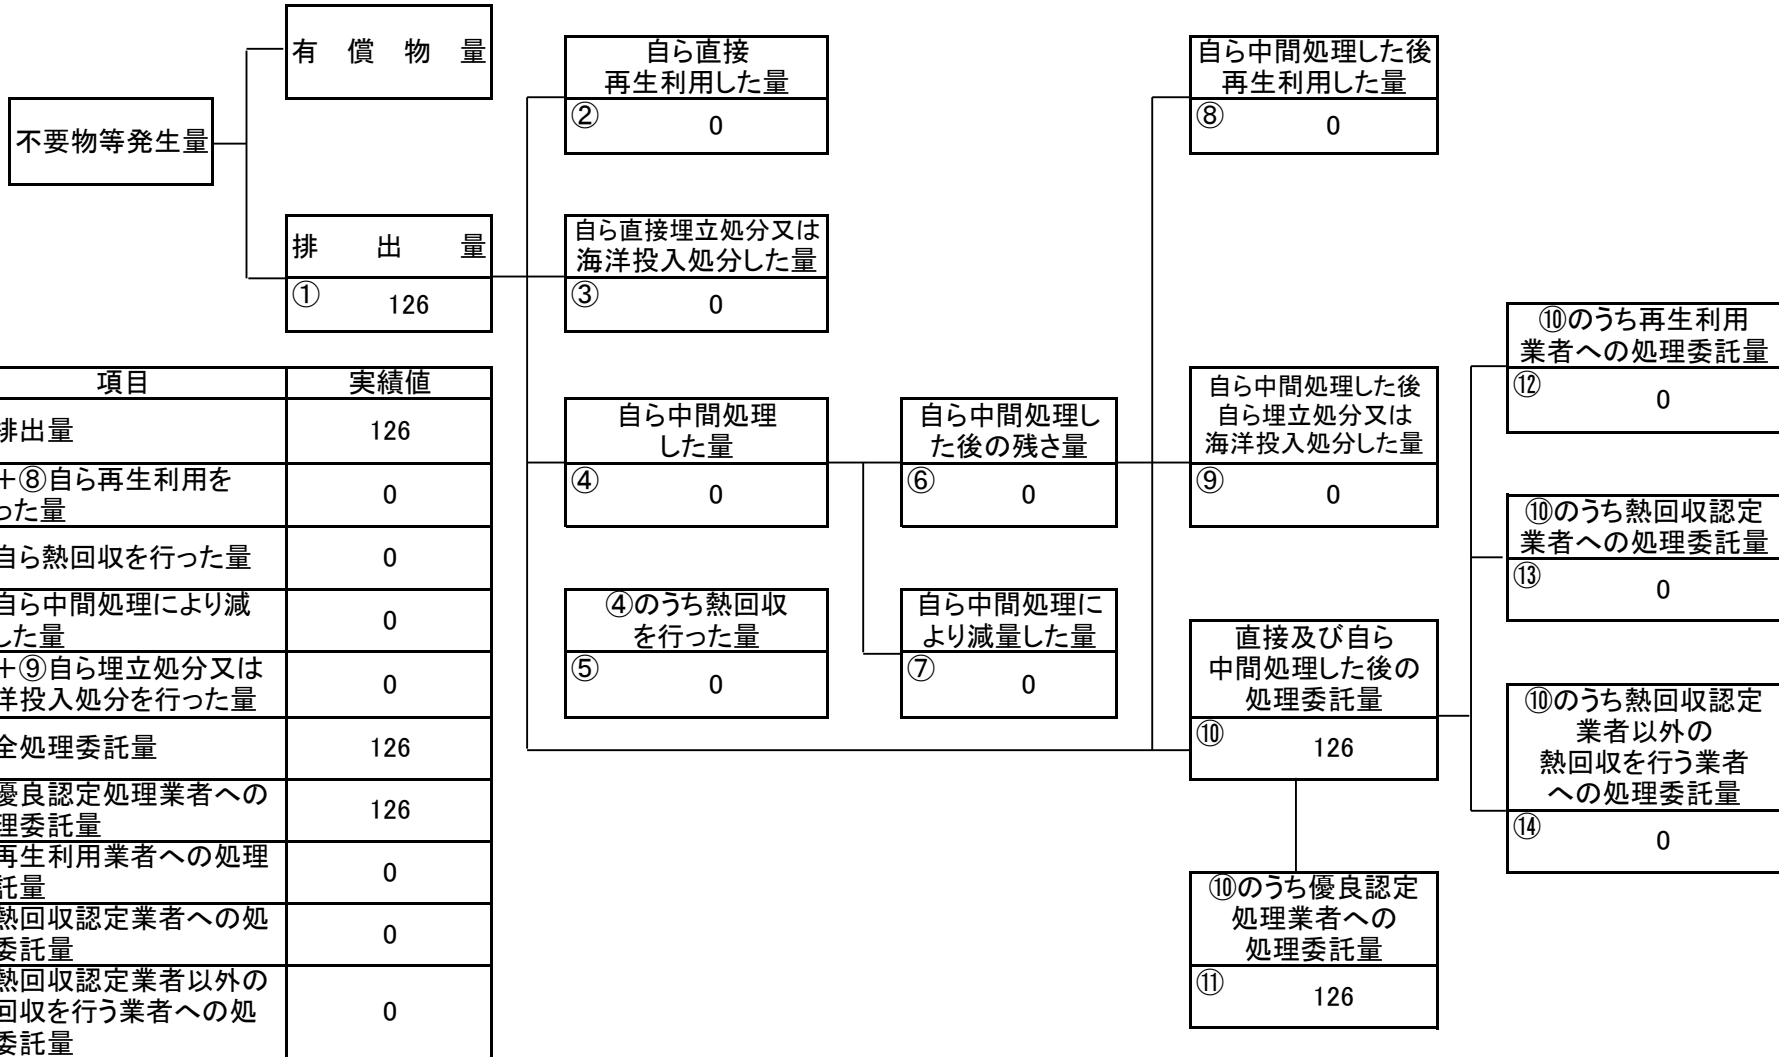 有 償 物 量
不要物等発生量
排 出 量
① 126
自ら直接
再生利用した量
② 0
自ら直接埋立処分又は
海洋投入処分した量
③ 0
自ら中間処理
した量
④ 0
④のうち熱回収
を行った量
⑤ 0
自ら中間処理し
た後の残さ量
⑥ 0
自ら中間処理に
より減量した量
⑦ 0
自ら中間処理した後
再生利用した量
⑧ 0
自ら中間処理した後
自ら埋立処分又は
海洋投入処分した量
⑨ 0
直接及び自ら
中間処理した後の
処理委託量
⑩ 126
⑩のうち優良認定
処理業者への
処理委託量
⑪ 126
⑩のうち再生利用
業者への処理委託量
⑫ 0
⑩のうち熱回収認定
業者への処理委託量
⑬ 0
⑩のうち熱回収認定
業者以外の
熱回収を行う業者
への処理委託量
⑭ 0
項目 実績値
排出量 126
+⑧自ら再生利用を
った量 0
自ら熱回収を行った量 0
自ら中間処理により減
した量 0
+⑨自ら埋立処分又は
洋投入処分を行った量 0
全処理委託量 126
優良認定処理業者への
理委託量 126
再生利用業者への処理
託量 0
熱回収認定業者への処
委託量 0
熱回収認定業者以外の
回収を行う業者への処
委託量 0